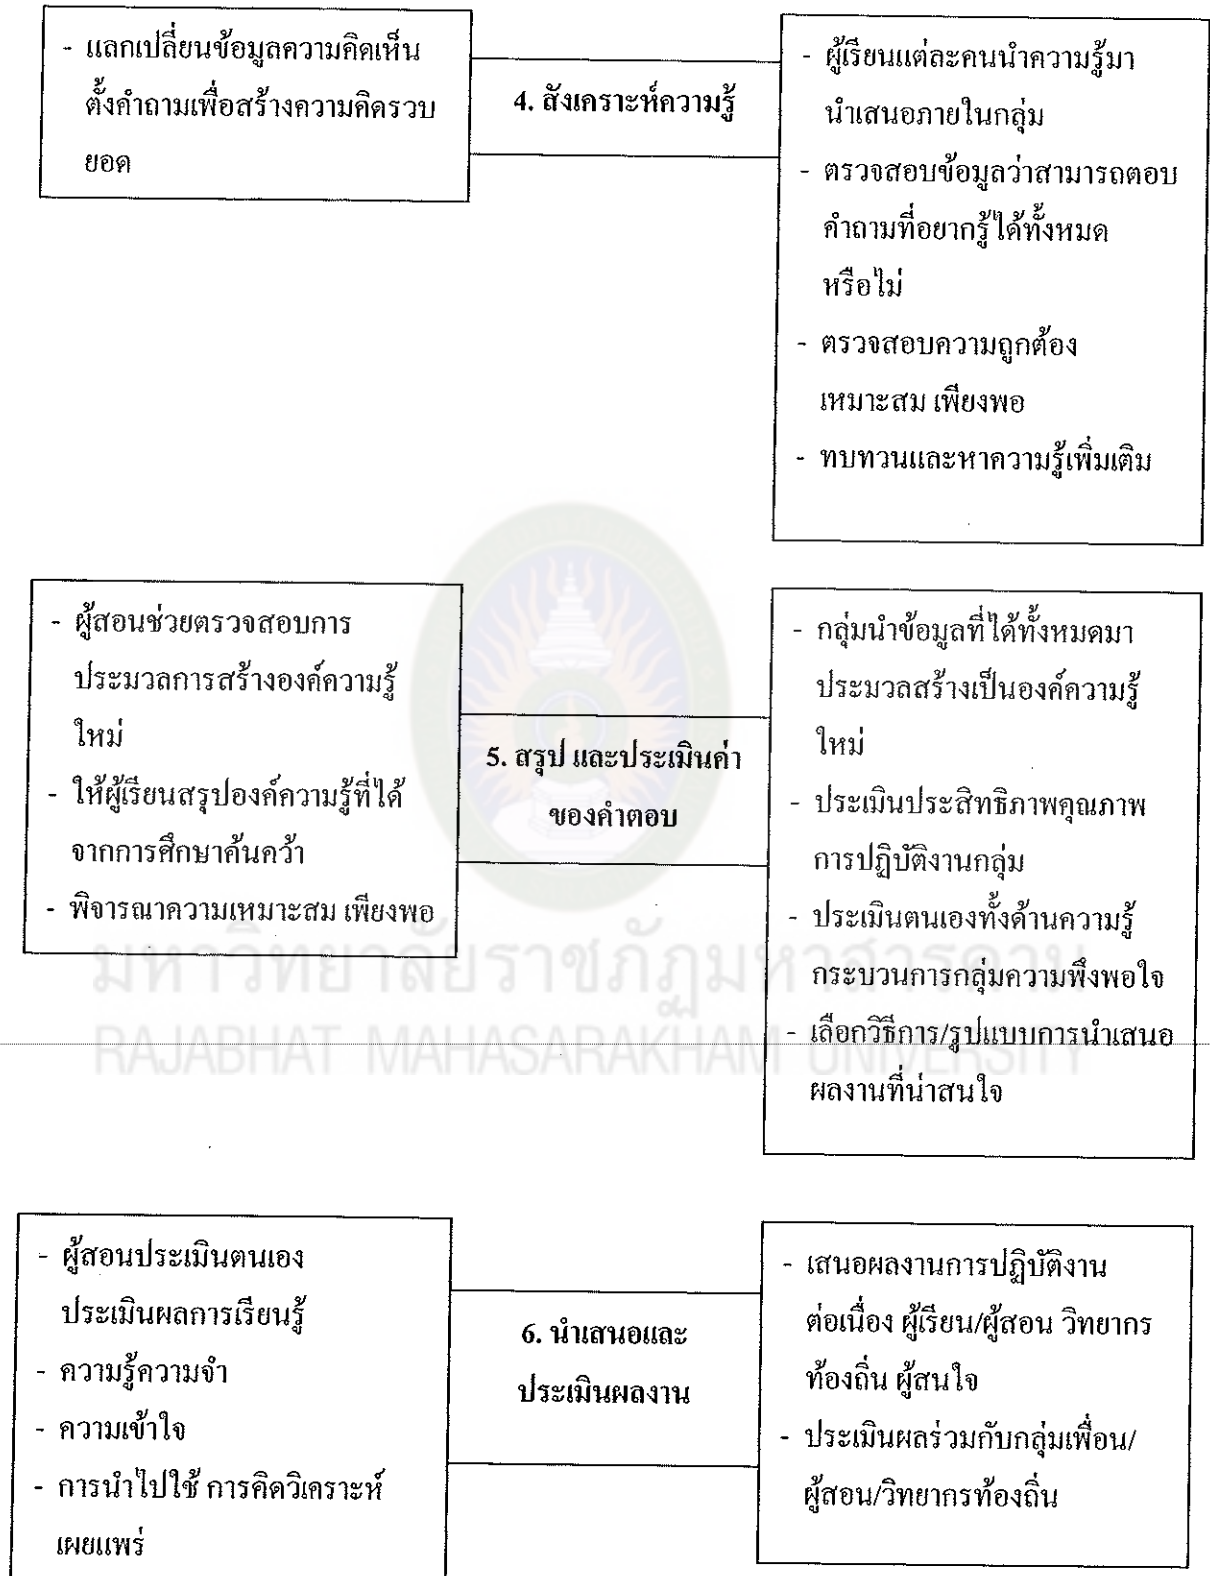 - แลกเปลี่ยนข้อมูลความคิดเห็น
ตั้งคำถามเพื่อสร้างความคิดรวบ
ยอด
4. สังเคราะห์ความรู้
- ผู้เรียนแต่ละคนนำความรู้มา
นำเสนอภายในกลุ่ม
- ตรวจสอบข้อมูลว่าสามารถตอบ
คำถามที่อยากรู้ได้ทั้งหมด
หรือไม่
- ตรวจสอบความถูกต้อง
เหมาะสม เพียงพอ
- ทบทวนและหาความรู้เพิ่มเติม
- ผู้สอนช่วยตรวจสอบการ
ประมวลการสร้างองค์ความรู้
ใหม่
- ให้ผู้เรียนสรุปองค์ความรู้ที่ได้
จากการศึกษาค้นคว้า
- พิจารณาความเหมาะสม เพียงพอ
5. สรุป และประเมินค่า
ของคำตอบ
- กลุ่มนำข้อมูลที่ได้ทั้งหมดมา
ประมวลสร้างเป็นองค์ความรู้
ใหม่
- ประเมินประสิทธิภาพคุณภาพ
การปฏิบัติงานกลุ่ม
- ประเมินตนเองทั้งด้านความรู้
กระบวนการกลุ่มความพึงพอใจ
- เลือกวิธีการ/รูปแบบการนำเสนอ
ผลงานที่น่าสนใจ
มหาวิทยาลัยราชภัฏมหาสารคาม
RAJABHAT MAHASARAKHAM UNIVERSITY
- ผู้สอนประเมินตนเอง
ประเมินผลการเรียนรู้
- ความรู้ความจำ
- ความเข้าใจ
- การนำไปใช้ การคิดวิเคราะห์
เผยแพร่
6. นำเสนอและ
ประเมินผลงาน
- เสนอผลงานการปฏิบัติงาน
ต่อเนื่อง ผู้เรียน/ผู้สอน วิทยากร
ท้องถิ่น ผู้สนใจ
- ประเมินผลร่วมกับกลุ่มเพื่อน/
ผู้สอน/วิทยากรท้องถิ่น